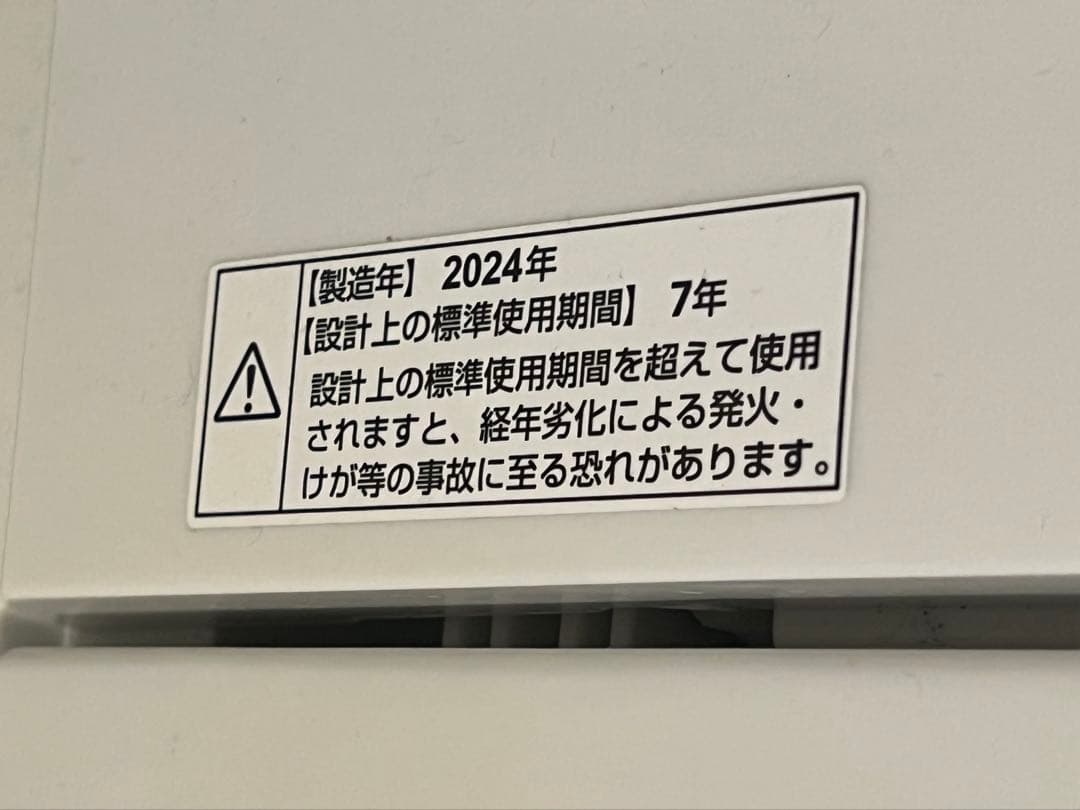 【製造年】 2024年
【設計上の標準使用期間】 7年
設計上の標準使用期間を超えて使用
されますと、経年劣化による発火・
けが等の事故に至る恐れがあります。